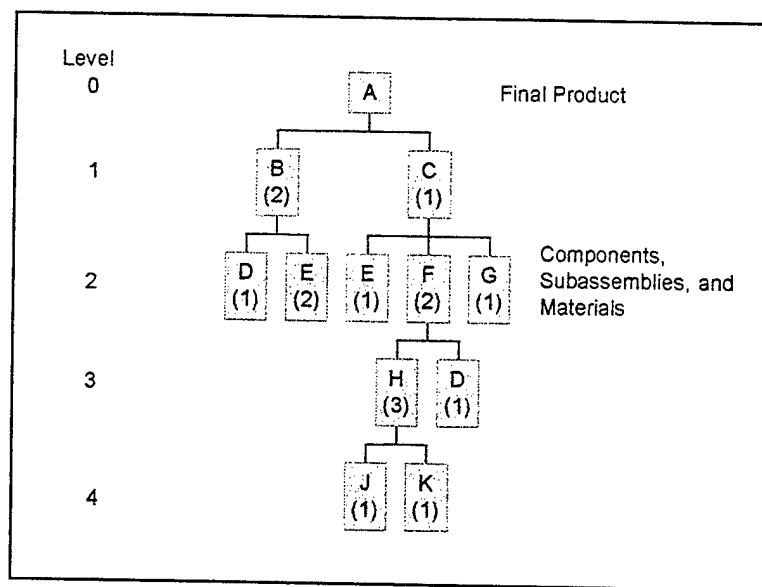 Level
0
A
Final Product
1
B
(2)
C
(1)
2
D
(1)
E
(2)
E
(1)
F
(2)
G
(1)
Components,
Subassemblies, and
Materials
3
H
(3)
D
(1)
4
J
(1)
K
(1)